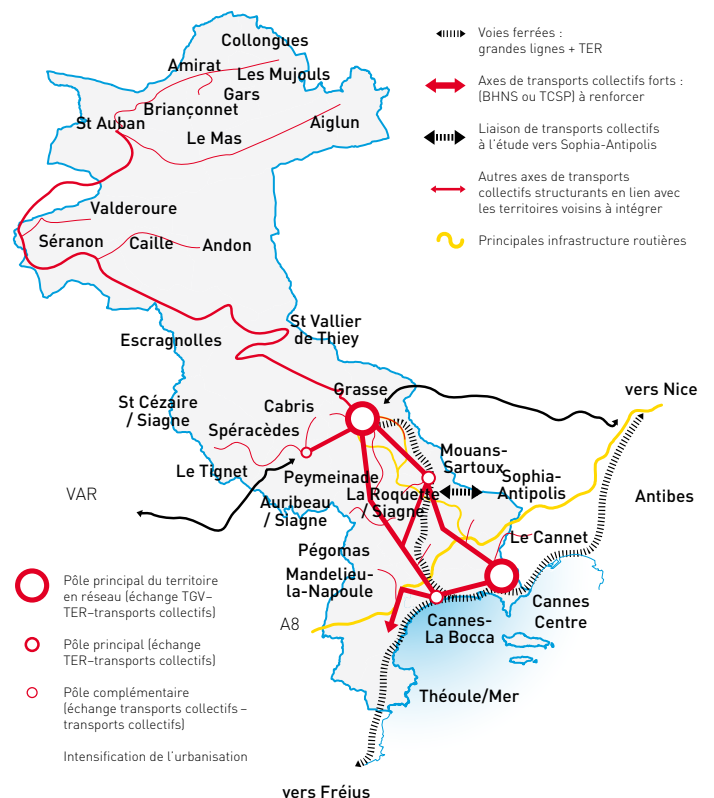 Collongues
Amirat
Les Mujouls
Gars
Briançonnet
St Auban
Aiglun
Le Mas
Valderoure
Séranon
Caille
Andon
Escragnolles
St Vallier
de Thiey
Grasse
St Cézaire
/ Siagne
Cabris
Spéracèdes
Le Tignet
Peymeinade
Mouans-
Sartoux
Sophia-
Antipolis
La Roquette
/ Siagne
Auribeau
/ Siagne
VAR
vers Nice
Antibes
Le Cannet
Pégomas
Mandelieu-
la-Napoule
A8
Cannes-
La Bocca
Cannes
Centre
Théoule/Mer
vers Fréjus
Voies ferrées :
grandes lignes + TER
Axes de transports collectifs forts :
(BHNS ou TCSP) à renforcer
Liaison de transports collectifs
à l'étude vers Sophia-Antipolis
Autres axes de transports
collectifs structurants en lien avec
les territoires voisins à intégrer
Principales infrastructure routières
Pôle principal du territoire
en réseau (échange TGV–
TER–transports collectifs)
Pôle principal (échange
TER–transports collectifs)
Pôle complémentaire
(échange transports collectifs –
transports collectifs)
Intensification de l'urbanisation